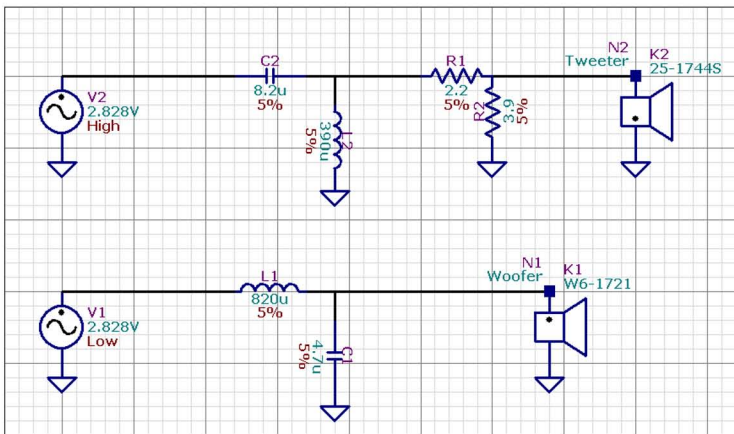 C2
8.2u
5%
R1
2.2
5%
N2
Tweeter
K2
25-1744S
V2
2.828V
High
L2
390u
5%
R2
3.9
5%
L1
820u
5%
N1
Woofer
K1
W6-1721
V1
2.828V
Low
C1
4.7u
5%